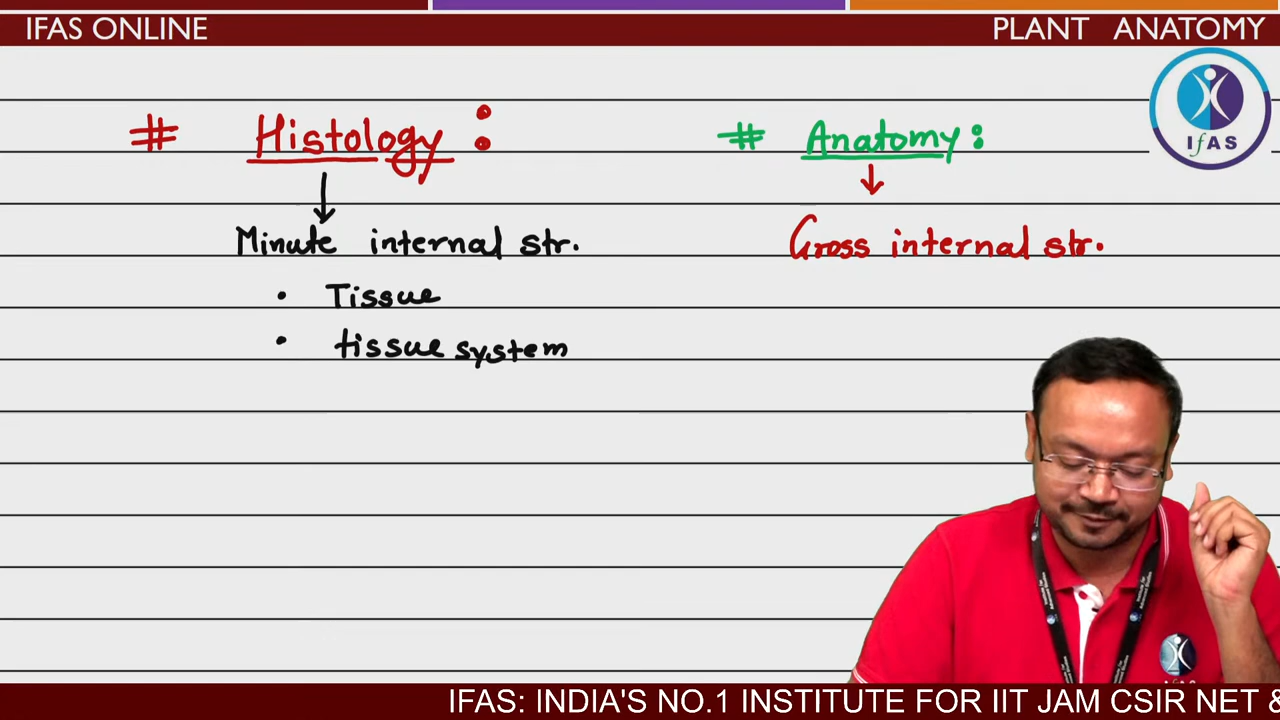 IFAS ONLINE
PLANT ANATOMY
IfAS
# Histology :
# Anatomy :
Minute internal str.
Gross internal str.
• Tissue
• tissue system
IFAS: INDIA'S NO.1 INSTITUTE FOR IIT JAM CSIR NET &